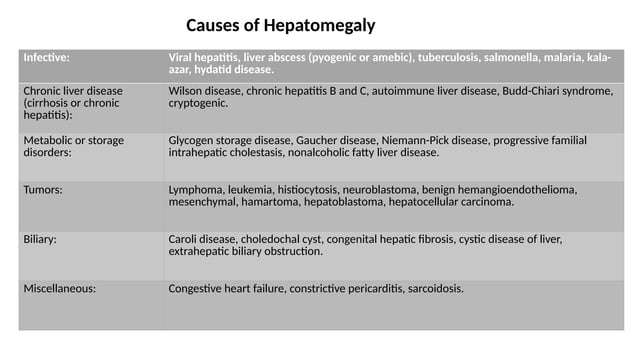 Causes of Hepatomegaly
Infective:
Viral hepatitis, liver abscess (pyogenic or amebic), tuberculosis, salmonella, malaria, kala-
azar, hydatid disease.
Chronic liver disease
(cirrhosis or chronic
hepatitis):
Wilson disease, chronic hepatitis B and C, autoimmune liver disease, Budd-Chiari syndrome,
cryptogenic.
Metabolic or storage
disorders:
Glycogen storage disease, Gaucher disease, Niemann-Pick disease, progressive familial
intrahepatic cholestasis, nonalcoholic fatty liver disease.
Tumors:
Lymphoma, leukemia, histiocytosis, neuroblastoma, benign hemangioendothelioma,
mesenchymal, hamartoma, hepatoblastoma, hepatocellular carcinoma.
Biliary:
Caroli disease, choledochal cyst, congenital hepatic fibrosis, cystic disease of liver,
extrahepatic biliary obstruction.
Miscellaneous:
Congestive heart failure, constrictive pericarditis, sarcoidosis.